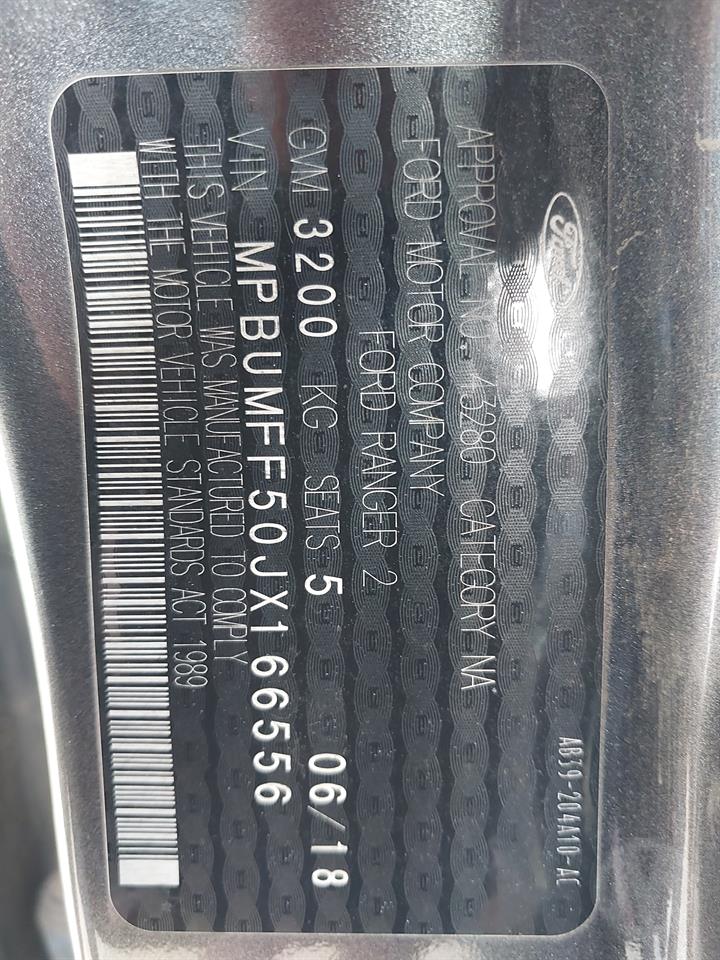 Ford
AB39-204A10-AC
APPROVAL NO 43280 CATEGORY NA
FORD MOTOR COMPANY
FORD RANGER 2
GVM 3200 KG SEATS 5 06/18
VIN MPBUMFF50JX166556
THIS VEHICLE WAS MANUFACTURED TO COMPLY
WITH THE MOTOR VEHICLE STANDARDS ACT 1989